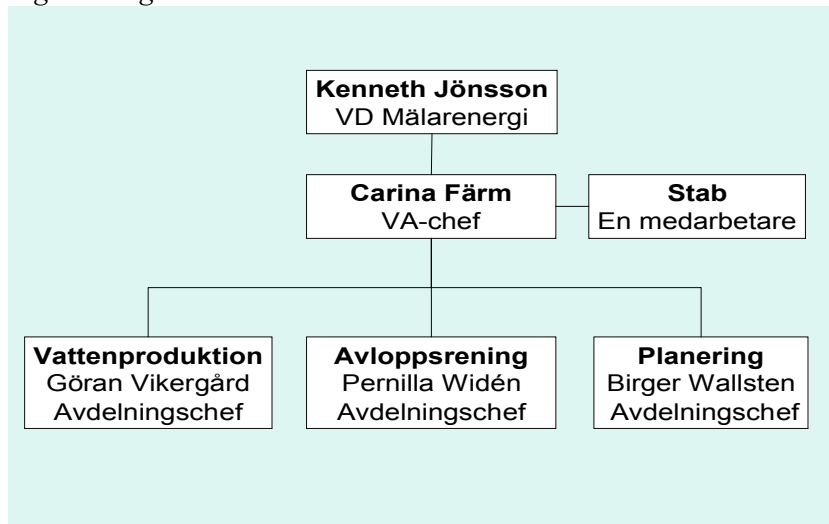 Kenneth Jönsson
VD Mälarenergi
Carina Färm
VA-chef
Stab
En medarbetare
Vattenproduktion
Göran Vikergård
Avdelningschef
Avloppsrening
Pernilla Widén
Avdelningschef
Planering
Birger Wallsten
Avdelningschef